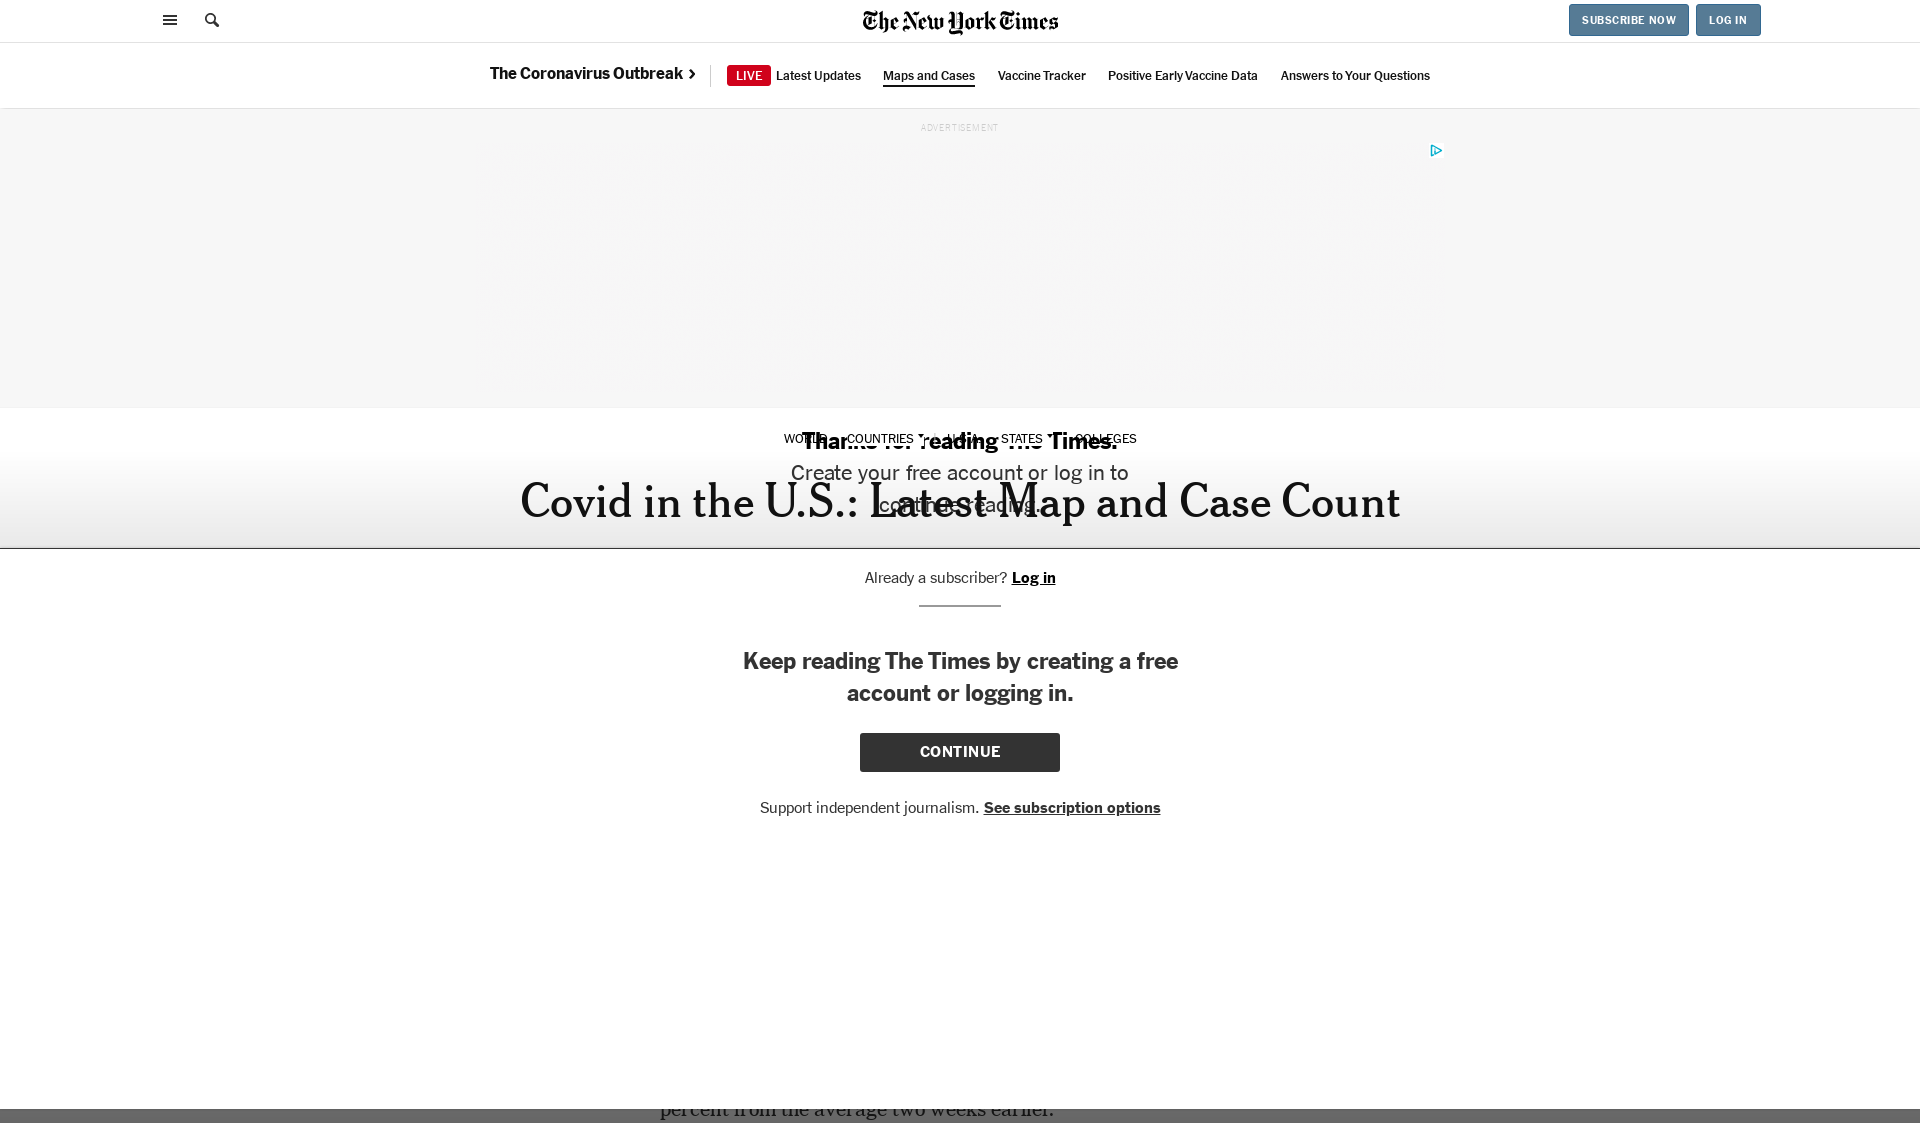 The New York Times
SUBSCRIBE NOW
LOG IN
The Coronavirus Outbreak
LIVE Latest Updates
Maps and Cases
Vaccine Tracker
Positive Early Vaccine Data
Answers to Your Questions
ADVERTISEMENT
WORLD COUNTRIES U.S.A. STATES COLLEGES
Thanks for reading The Times.
Create your free account or log in to
continue reading.
Covid in the U.S.: Latest Map and Case Count
Already a subscriber? Log in
Keep reading The Times by creating a free
account or logging in.
CONTINUE
Support independent journalism. See subscription options
percent from the average two weeks earlier.